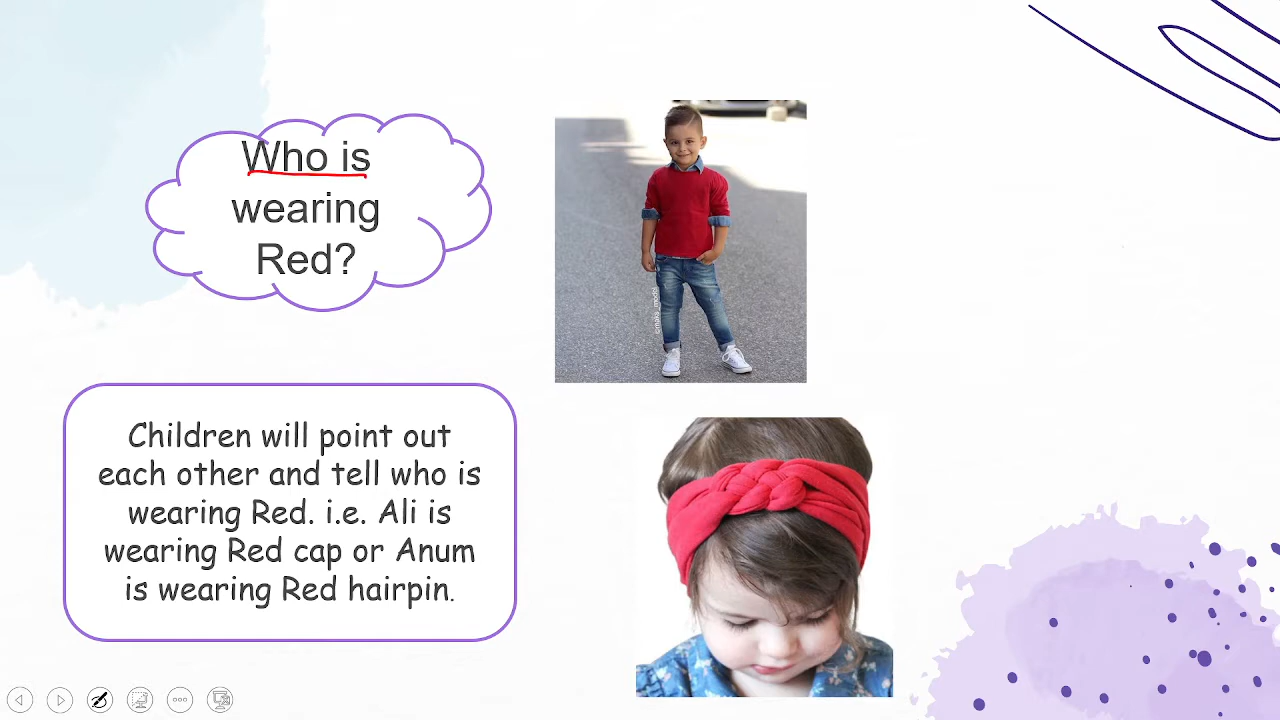 Who is
wearing
Red?
Children will point out
each other and tell who is
wearing Red. i.e. Ali is
wearing Red cap or Anum
is wearing Red hairpin.